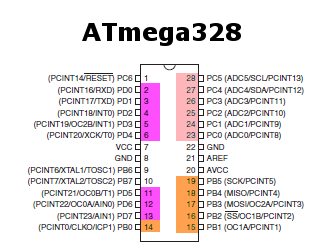 ATmega328
(PCINT14/RESET) PC6 1 28 PC5 (ADC5/SCL/PCINT13)
(PCINT16/RXD) PD0 2 27 PC4 (ADC4/SDA/PCINT12)
(PCINT17/TXD) PD1 3 26 PC3 (ADC3/PCINT11)
(PCINT18/INT0) PD2 4 25 PC2 (ADC2/PCINT10)
(PCINT19/OC2B/INT1) PD3 5 24 PC1 (ADC1/PCINT9)
(PCINT20/XCK/T0) PD4 6 23 PC0 (ADC0/PCINT8)
VCC 7 22 GND
GND 8 21 AREF
(PCINT6/XTAL1/TOSC1) PB6 9 20 AVCC
(PCINT7/XTAL2/TOSC2) PB7 10 19 PB5 (SCK/PCINT5)
(PCINT21/OC0B/T1) PD5 11 18 PB4 (MISO/PCINT4)
(PCINT22/OC0A/AIN0) PD6 12 17 PB3 (MOSI/OC2A/PCINT3)
(PCINT23/AIN1) PD7 13 16 PB2 (SS/OC1B/PCINT2)
(PCINT0/CLKO/ICP1) PB0 14 15 PB1 (OC1A/PCINT1)